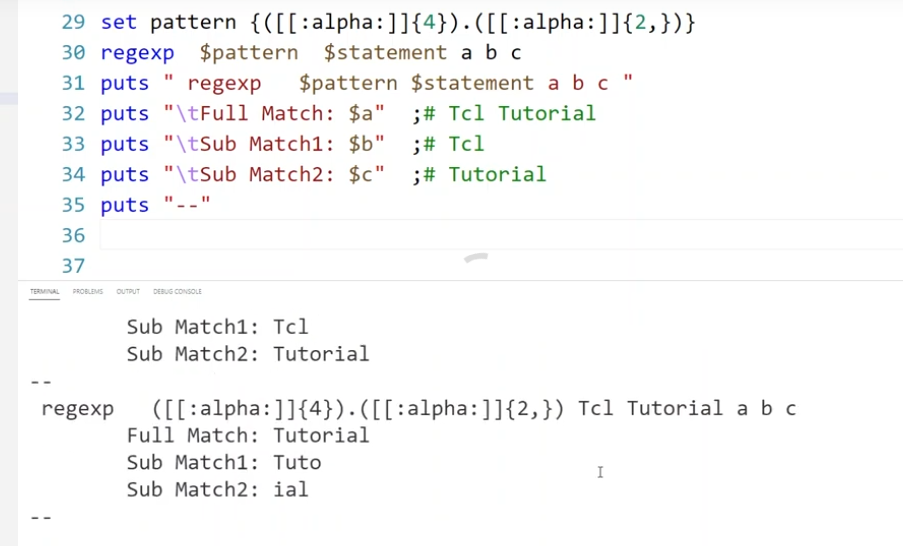 29 set pattern {([[:alpha:]]{4}).([[:alpha:]]{2,})}
30 regexp  $pattern  $statement a b c
31 puts " regexp   $pattern $statement a b c "
32 puts "\tFull Match: $a"  ;# Tcl Tutorial
33 puts "\tSub Match1: $b"  ;# Tcl
34 puts "\tSub Match2: $c"  ;# Tutorial
35 puts "--"
36
37
TERMINAL PROBLEMS OUTPUT DEBUG CONSOLE
Sub Match1: Tcl
Sub Match2: Tutorial
--
regexp   ([[:alpha:]]{4}).([[:alpha:]]{2,}) Tcl Tutorial a b c
Full Match: Tutorial
Sub Match1: Tuto
Sub Match2: ial
--